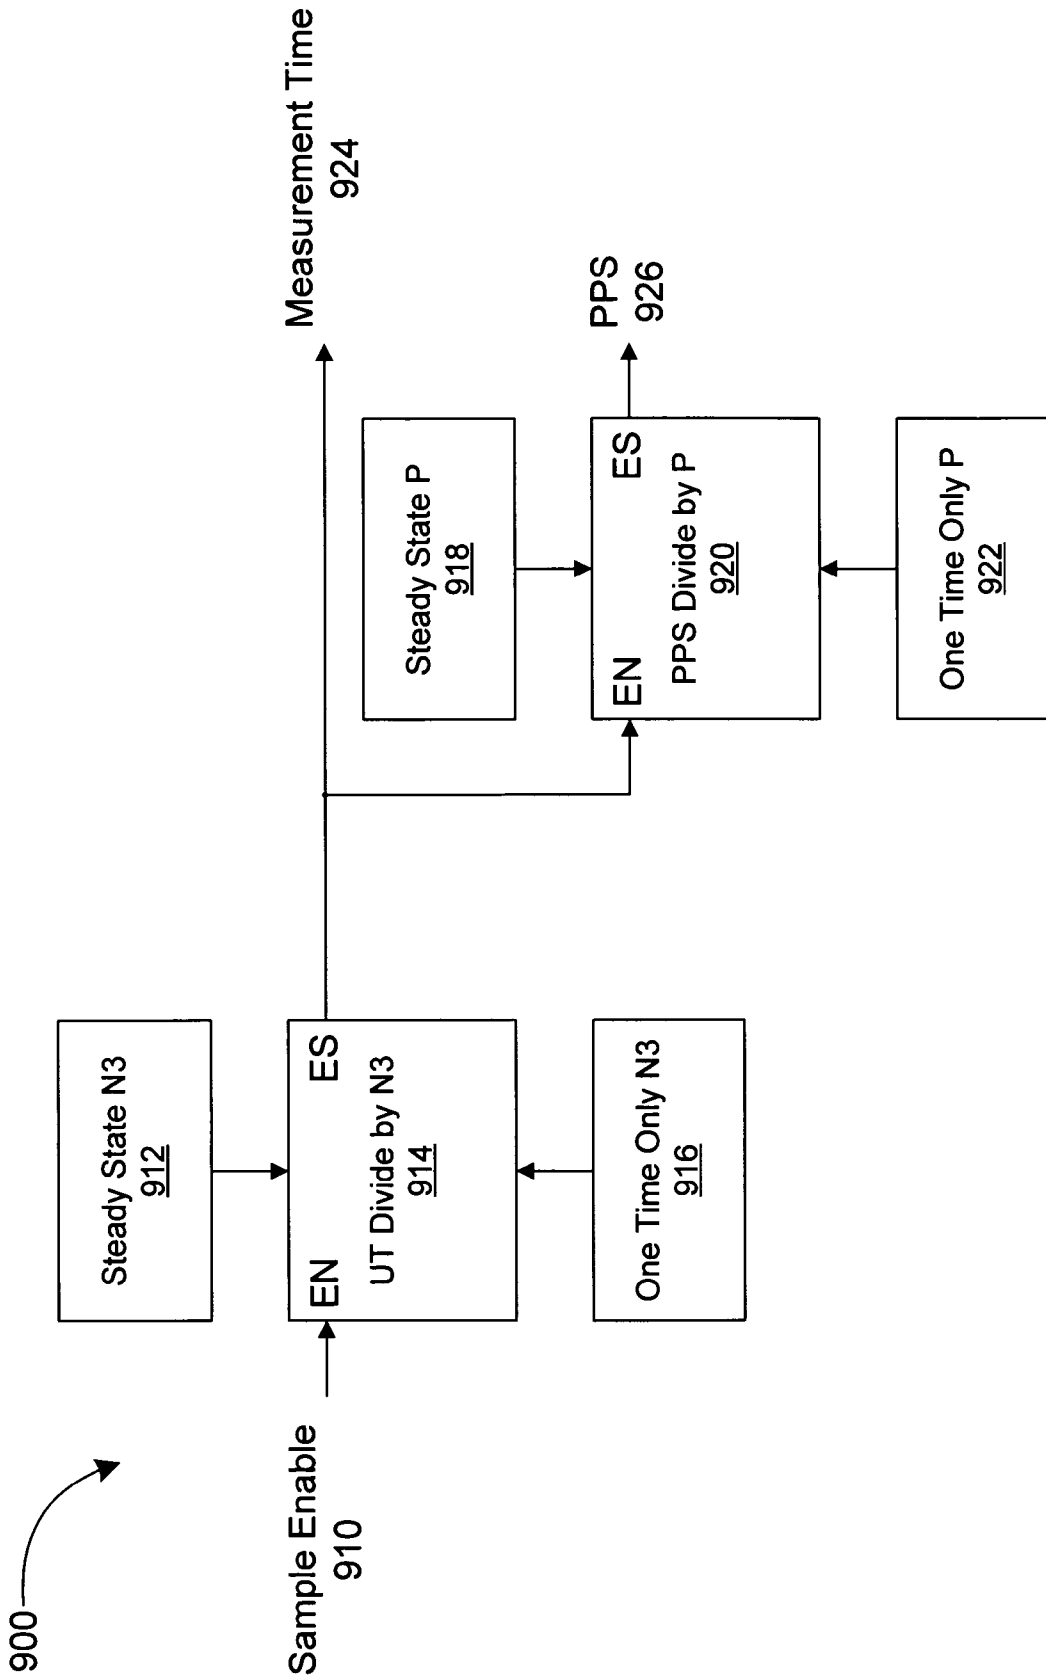 900
Sample Enable
910
Steady State N3
912
EN
ES
UT Divide by N3
914
One Time Only N3
916
Measurement Time
924
Steady State P
918
EN
ES
PPS Divide by P
920
PPS
926
One Time Only P
922